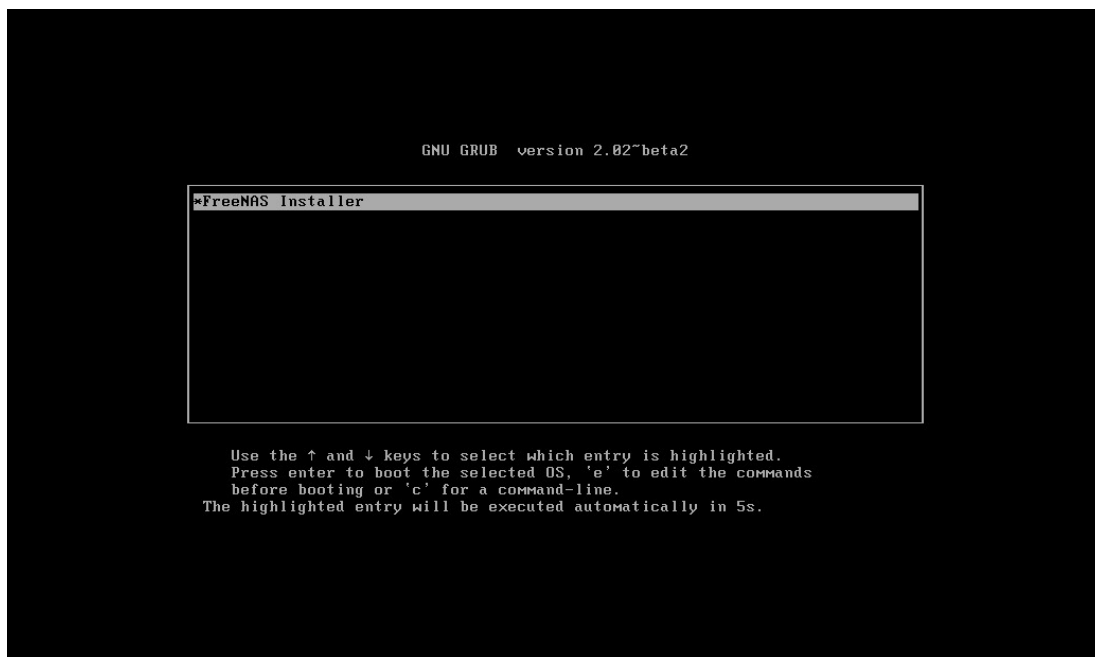 GNU GRUB  version 2.02~beta2
*FreeNAS Installer
Use the ↑ and ↓ keys to select which entry is highlighted.
Press enter to boot the selected OS, `e' to edit the commands
before booting or `c' for a command-line.
The highlighted entry will be executed automatically in 5s.